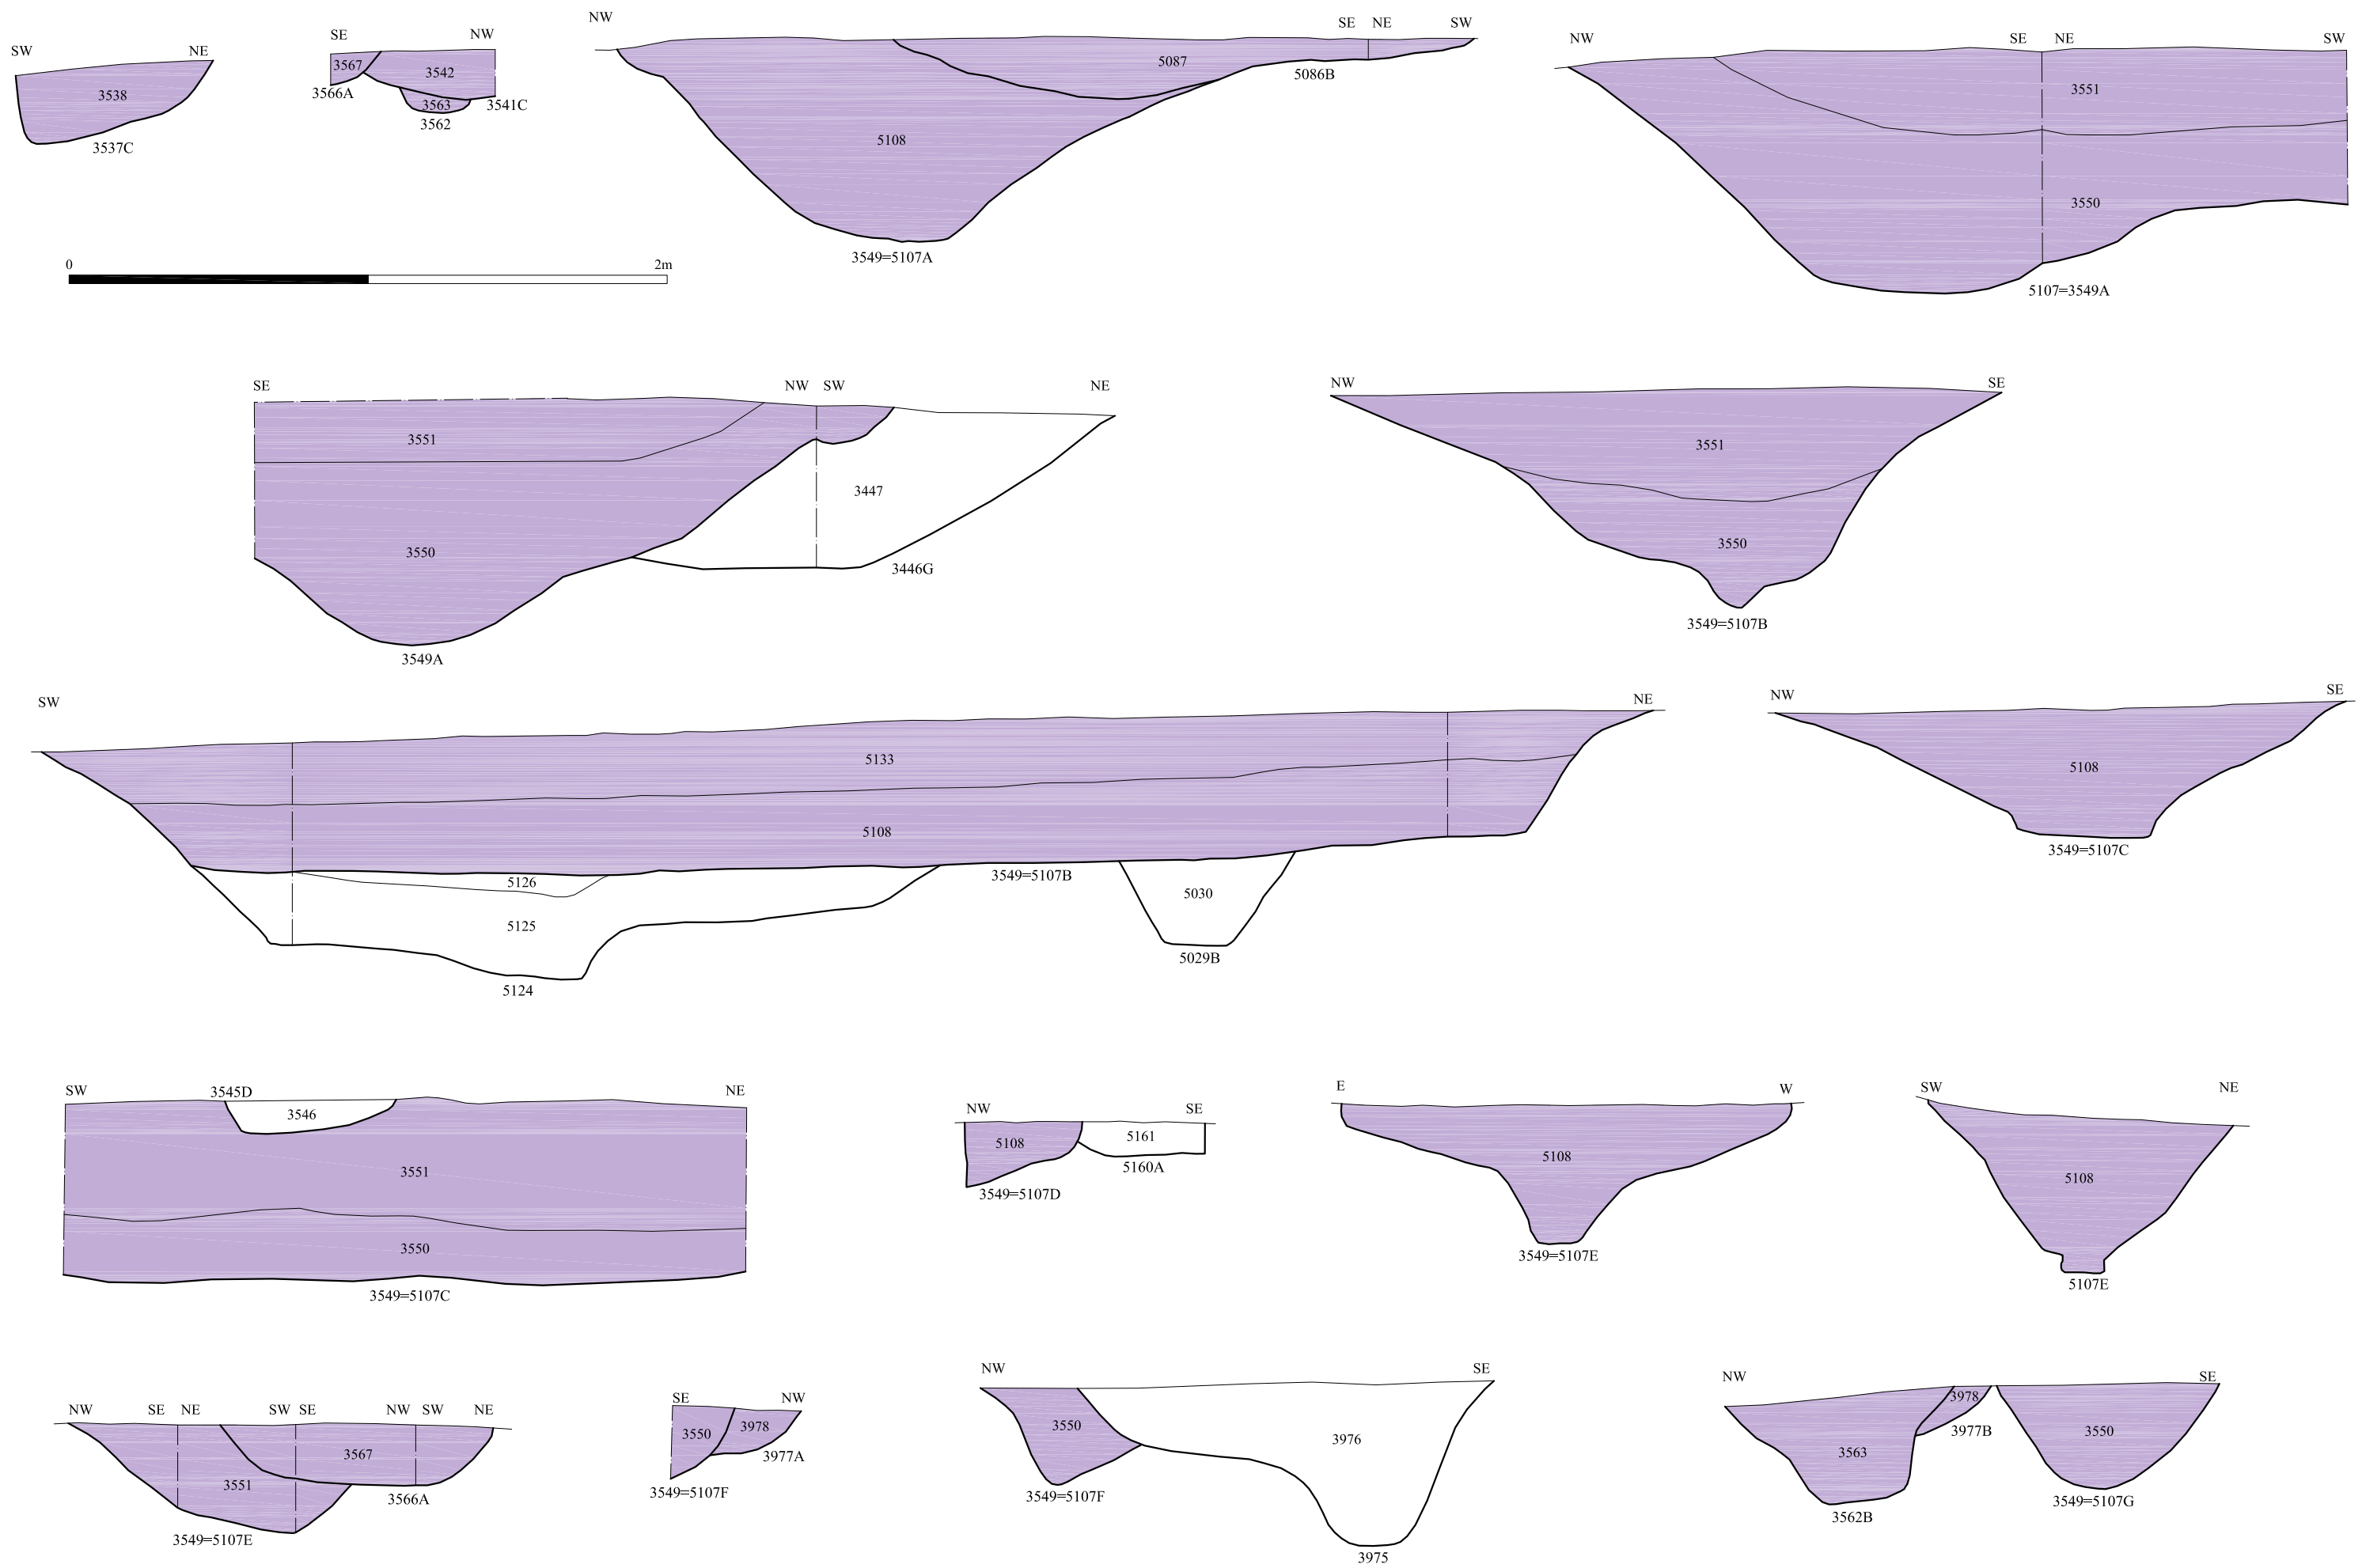 SW NE
3538
3537C
SE NW
3567 3542
3566A 3563 3541C
3562
NW SE NE SW
5087
5086B
5108
3549=5107A
NW SE NE SW
3551
3550
5107=3549A
0 2m
SE NW SW NE
3551
3447
3550
3446G
3549A
NW SE
3551
3550
3549=5107B
SW NE
5133
5108
5126 3549=5107B
5030
5125
5029B
5124
NW SE
5108
3549=5107C
SW 3545D NE
3546
3551
3550
3549=5107C
NW SE
5108 5161
5160A
3549=5107D
E W
5108
3549=5107E
SW NE
5108
5107E
NW SE NE SW SE NW SW NE
3567
3551
3566A
3549=5107E
SE NW
3550 3978
3977A
3549=5107F
NW SE
3550 3976
3549=5107F
3975
NW SE
3978
3977B 3550
3563
3549=5107G
3562B